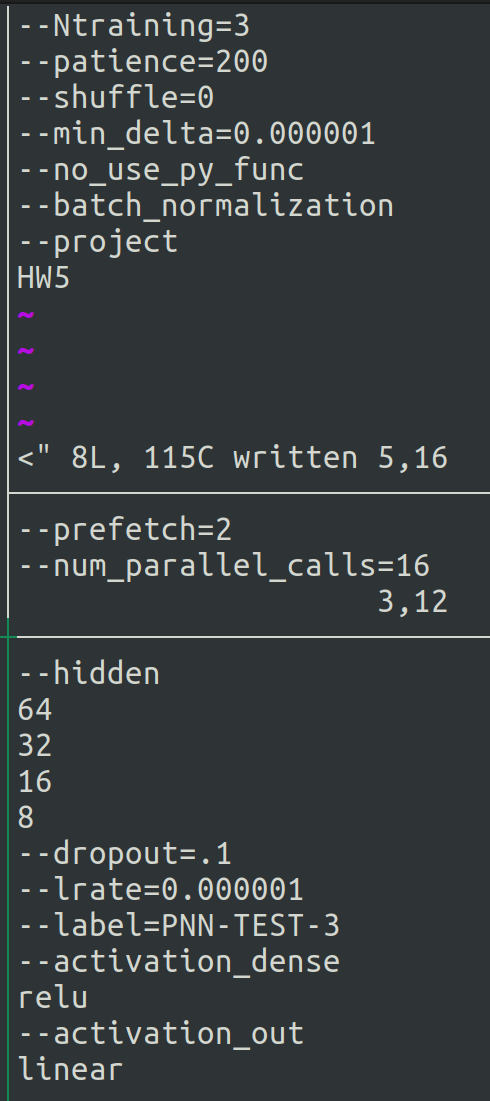 --Ntraining=3
--patience=200
--shuffle=0
--min_delta=0.000001
--no_use_py_func
--batch_normalization
--project
HW5
~
~
~
~
<" 8L, 115C written 5,16
--prefetch=2
--num_parallel_calls=16
3,12
--hidden
64
32
16
8
--dropout=.1
--lrate=0.000001
--label=PNN-TEST-3
--activation_dense
relu
--activation_out
linear